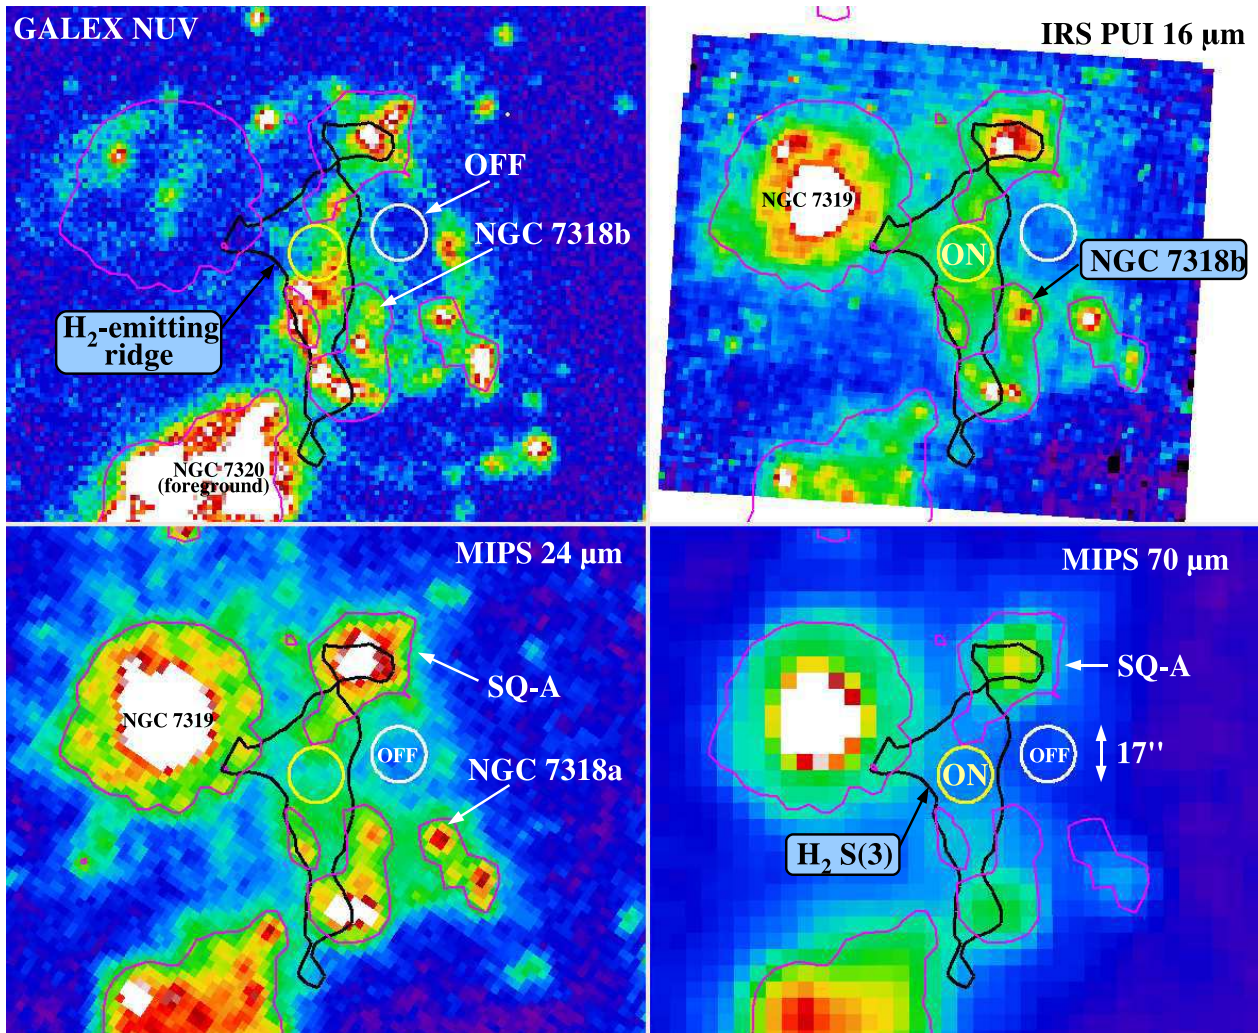 GALEX NUV
OFF
NGC 7318b
H₂-emitting
ridge
NGC 7320
(foreground)
IRS PUI 16 μm
NGC 7319
ON
NGC 7318b
MIPS 24 μm
NGC 7319
SQ-A
OFF
NGC 7318a
MIPS 70 μm
SQ-A
ON
OFF
17"
H₂ S(3)